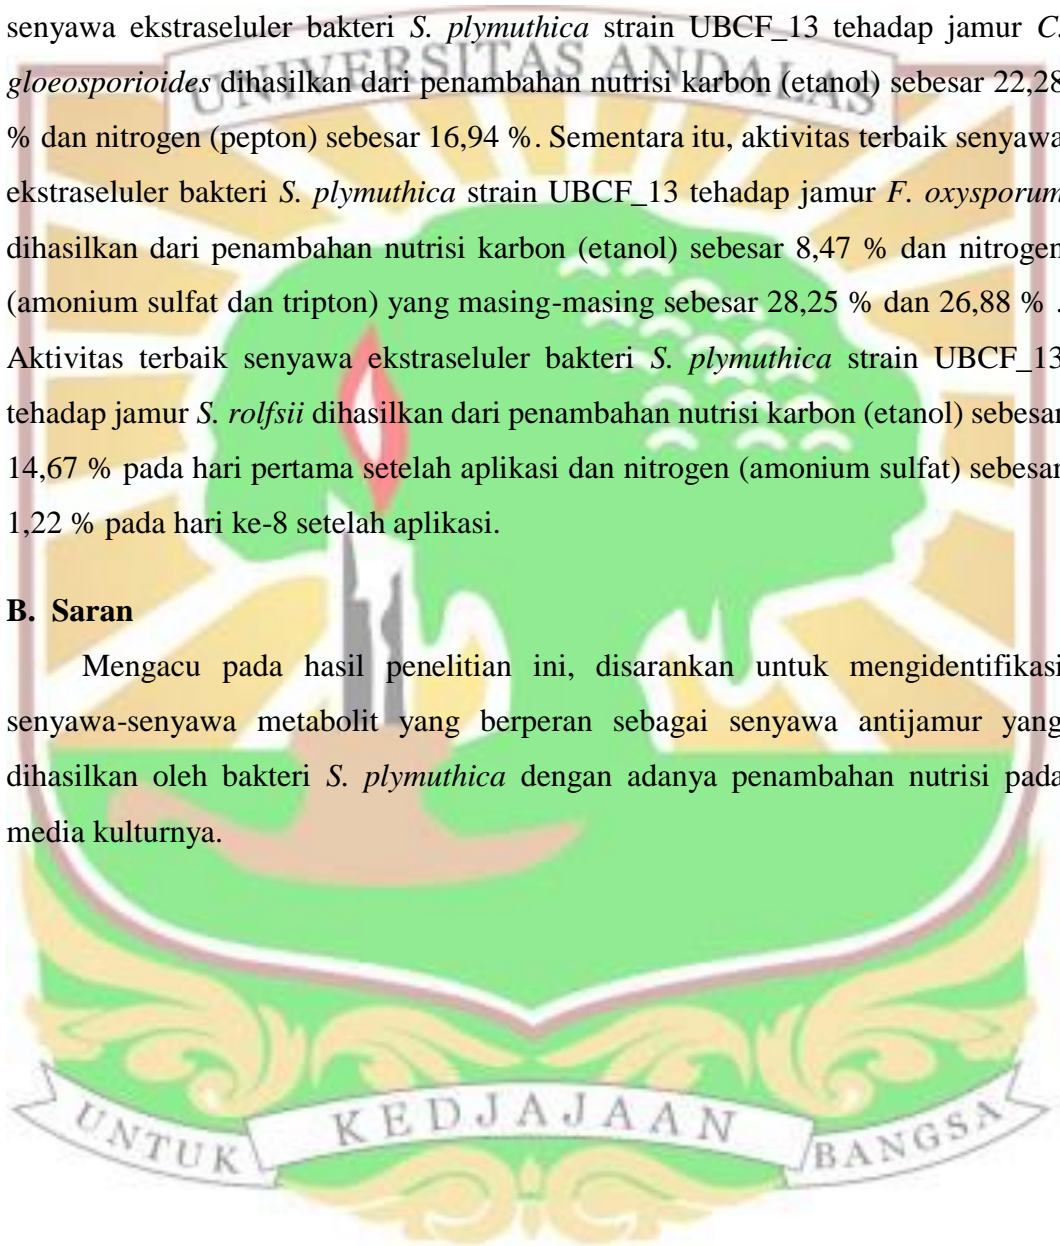 senyawa ekstraseluler bakteri S. plymuthica strain UBCF_13 tehadap jamur C.
gloeosporioides dihasilkan dari penambahan nutrisi karbon (etanol) sebesar 22,28
% dan nitrogen (pepton) sebesar 16,94 %. Sementara itu, aktivitas terbaik senyawa
ekstraseluler bakteri S. plymuthica strain UBCF_13 tehadap jamur F. oxysporum
dihasilkan dari penambahan nutrisi karbon (etanol) sebesar 8,47 % dan nitrogen
(amonium sulfat dan tripton) yang masing-masing sebesar 28,25 % dan 26,88 % .
Aktivitas terbaik senyawa ekstraseluler bakteri S. plymuthica strain UBCF_13
tehadap jamur S. rolfsii dihasilkan dari penambahan nutrisi karbon (etanol) sebesar
14,67 % pada hari pertama setelah aplikasi dan nitrogen (amonium sulfat) sebesar
1,22 % pada hari ke-8 setelah aplikasi.
B. Saran
Mengacu pada hasil penelitian ini, disarankan untuk mengidentifikasi
senyawa-senyawa metabolit yang berperan sebagai senyawa antijamur yang
dihasilkan oleh bakteri S. plymuthica dengan adanya penambahan nutrisi pada
media kulturnya.
UNIVERSITAS ANDALAS
UNTUK KEDJAJAAN BANGSA